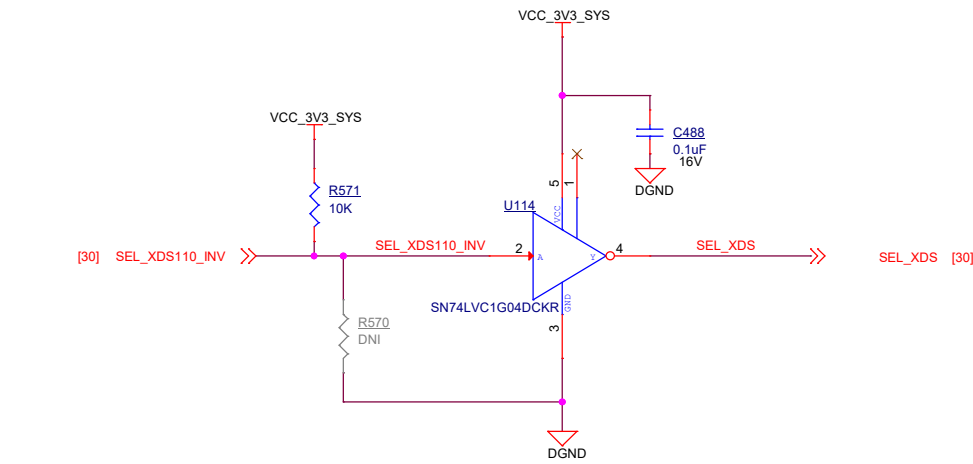 VCC_3V3_SYS
VCC_3V3_SYS
C488
0.1uF
16V
DGND
R571
10K
5
1
VCC
U114
[30] SEL_XDS110_INV
SEL_XDS110_INV
2
A
Y
4
SEL_XDS
SEL_XDS [30]
SN74LVC1G04DCKR
GND
3
R570
DNI
DGND